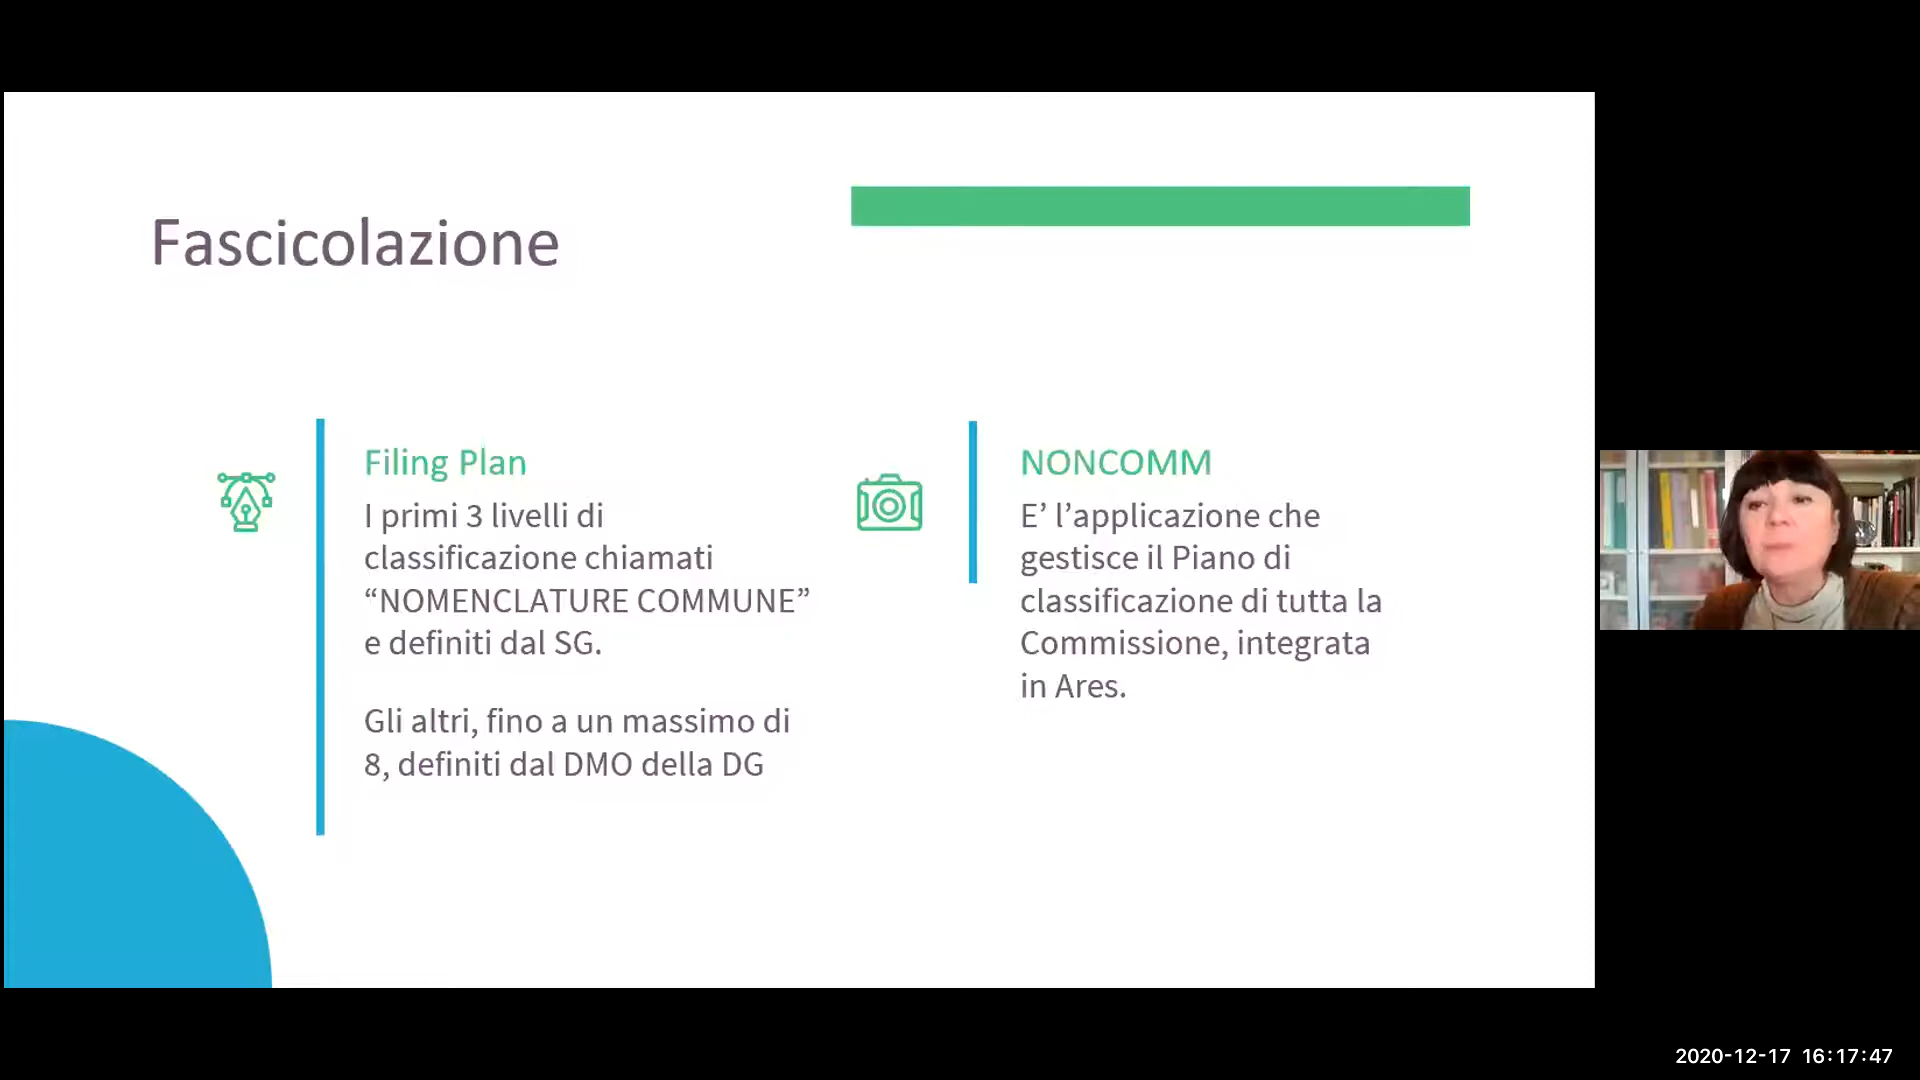 Fascicolazione
Filing Plan
I primi 3 livelli di
classificazione chiamati
“NOMENCLATURE COMMUNE”
e definiti dal SG.
Gli altri, fino a un massimo di
8, definiti dal DMO della DG
NONCOMM
E’ l’applicazione che
gestisce il Piano di
classificazione di tutta la
Commissione, integrata
in Ares.
2020-12-17 16:17:47